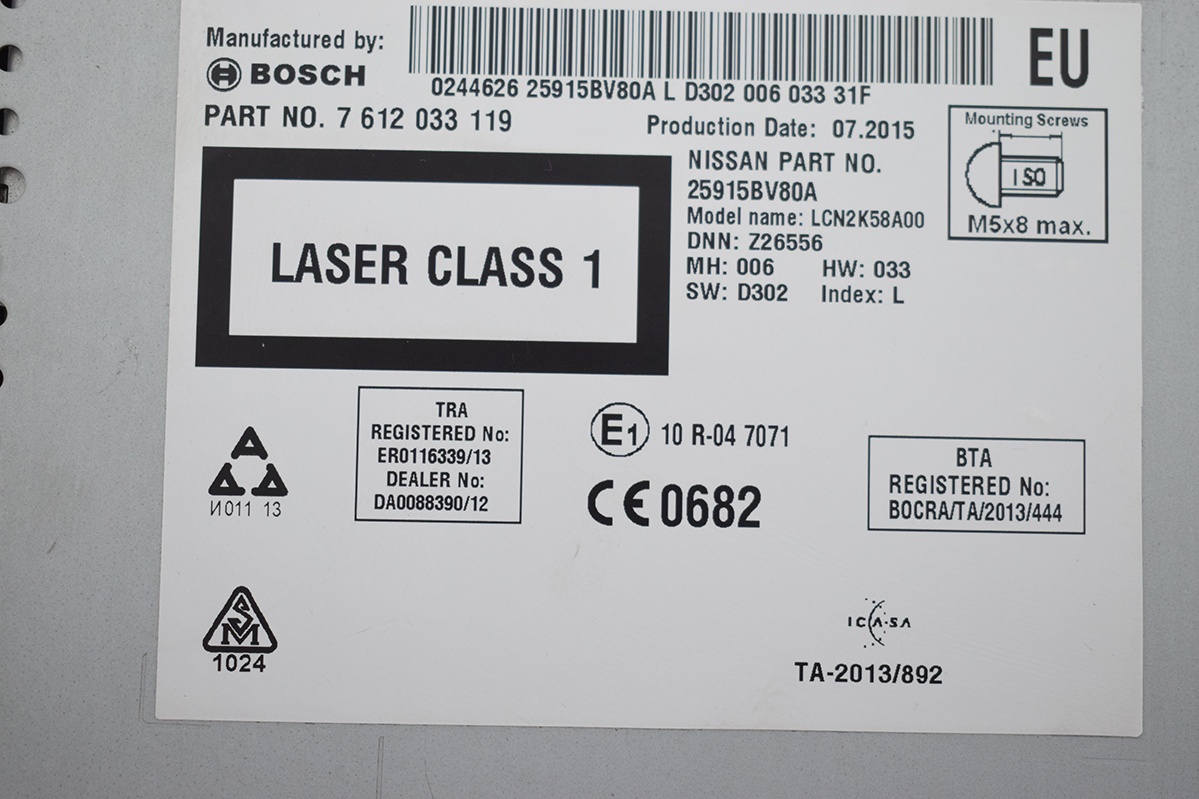 Manufactured by:
BOSCH
0244626 25915BV80A L D302 006 033 31F
EU
PART NO. 7 612 033 119
Production Date: 07.2015
NISSAN PART NO.
25915BV80A
Model name: LCN2K58A00
DNN: Z26556
MH: 006 HW: 033
SW: D302 Index: L
Mounting Screws
ISO
M5x8 max.
LASER CLASS 1
TRA
REGISTERED No:
ER0116339/13
DEALER No:
DA0088390/12
И011 13
E1 10 R-04 7071
CE0682
BTA
REGISTERED No:
BOCRA/TA/2013/444
SM
1024
ICASA
TA-2013/892